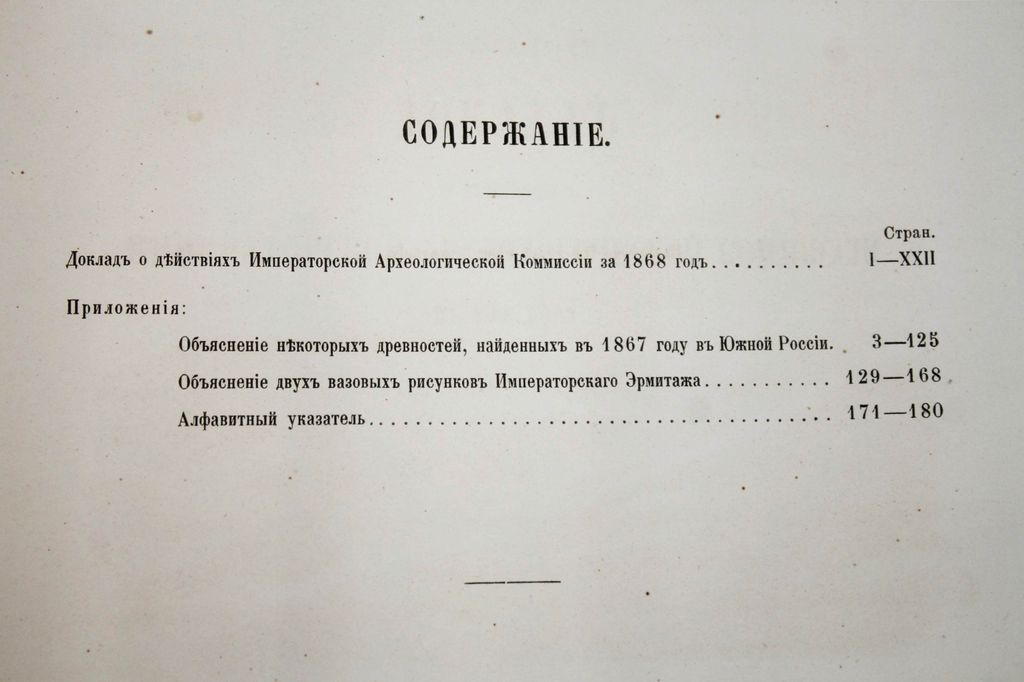 СОДЕРЖАНІЕ.
Стран.
Докладъ о дѣйствіяхъ Императорской Археологической Коммиссіи за 1868 годъ.......... I—XXII
Приложенія:
Объясненіе нѣкоторыхъ древностей, найденныхъ въ 1867 году въ Южной Россіи. . 3—125
Объясненіе двухъ вазовыхъ рисунковъ Императорскаго Эрмитажа........... 129—168
Алфавитный указатель....................................... 171—180